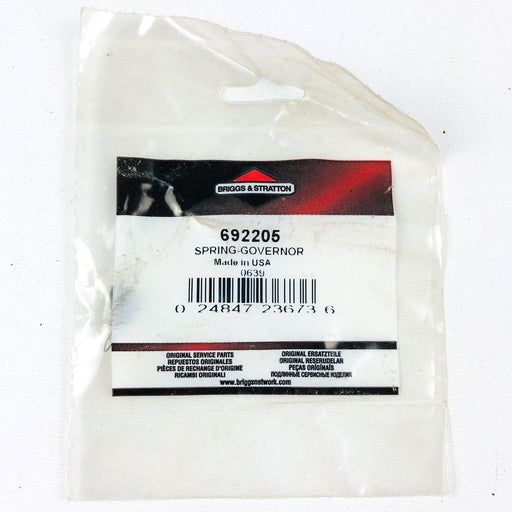 BRIGGS & STRATTON
692205
SPRING-GOVERNOR
Made in USA
0639
0 24847 23673 6
ORIGINAL SERVICE PARTS
REPUESTOS ORIGINALES
PIÈCES DE RECHANGE D'ORIGINE
RICAMBI ORIGINALI
ORIGINAL ERSATZTEILE
ORIGINAL RESERUDELAR
PEÇAS ORIGINAIS
ПОДЛИННЫЕ СЕРВИСНЫЕ ИЗДЕЛИЯ
www.briggsnetwork.com